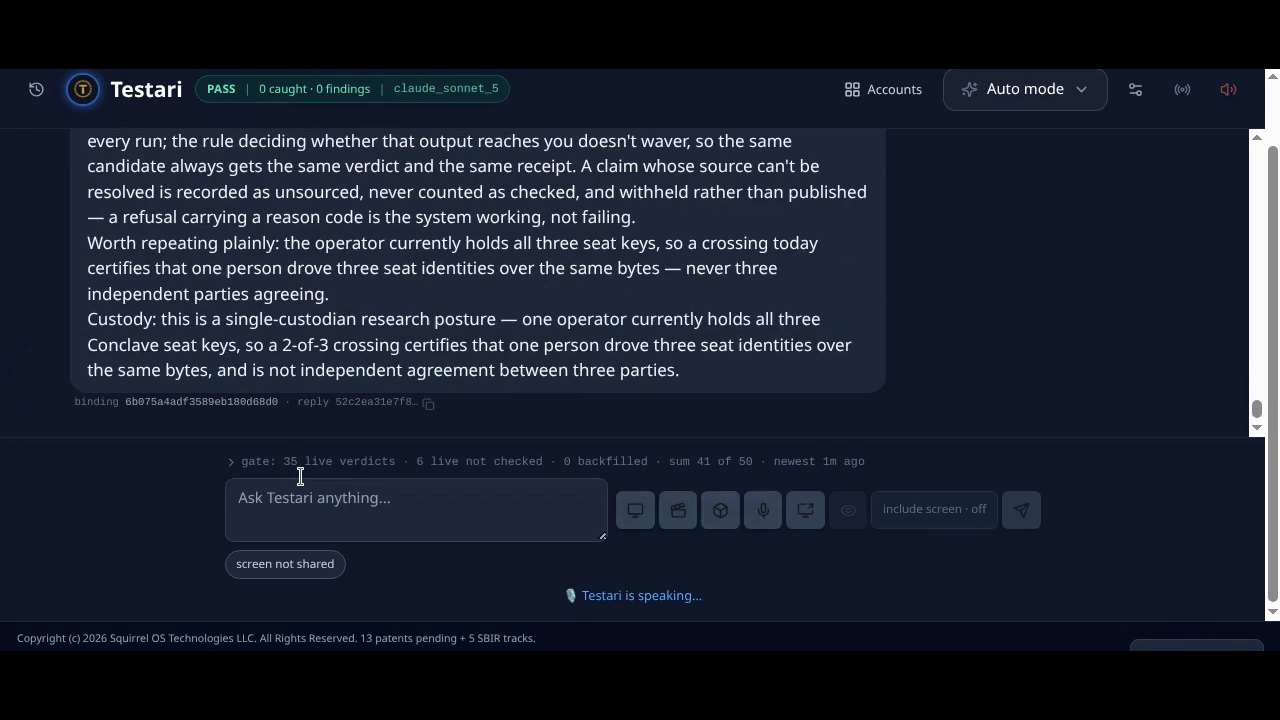 Testari
PASS | 0 caught · 0 findings | claude_sonnet_5
Accounts
Auto mode
every run; the rule deciding whether that output reaches you doesn't waver, so the same
candidate always gets the same verdict and the same receipt. A claim whose source can't be
resolved is recorded as unsourced, never counted as checked, and withheld rather than published
— a refusal carrying a reason code is the system working, not failing.
Worth repeating plainly: the operator currently holds all three seat keys, so a crossing today
certifies that one person drove three seat identities over the same bytes — never three
independent parties agreeing.
Custody: this is a single-custodian research posture — one operator currently holds all three
Conclave seat keys, so a 2-of-3 crossing certifies that one person drove three seat identities over
the same bytes, and is not independent agreement between three parties.
binding 6b075a4adf3589eb180d68d0 · reply 52c2ea31e7f8…
gate: 35 live verdicts · 6 live not checked · 0 backfilled · sum 41 of 50 · newest 1m ago
Ask Testari anything...
include screen · off
screen not shared
Testari is speaking...
Copyright (c) 2026 Squirrel OS Technologies LLC. All Rights Reserved. 13 patents pending + 5 SBIR tracks.